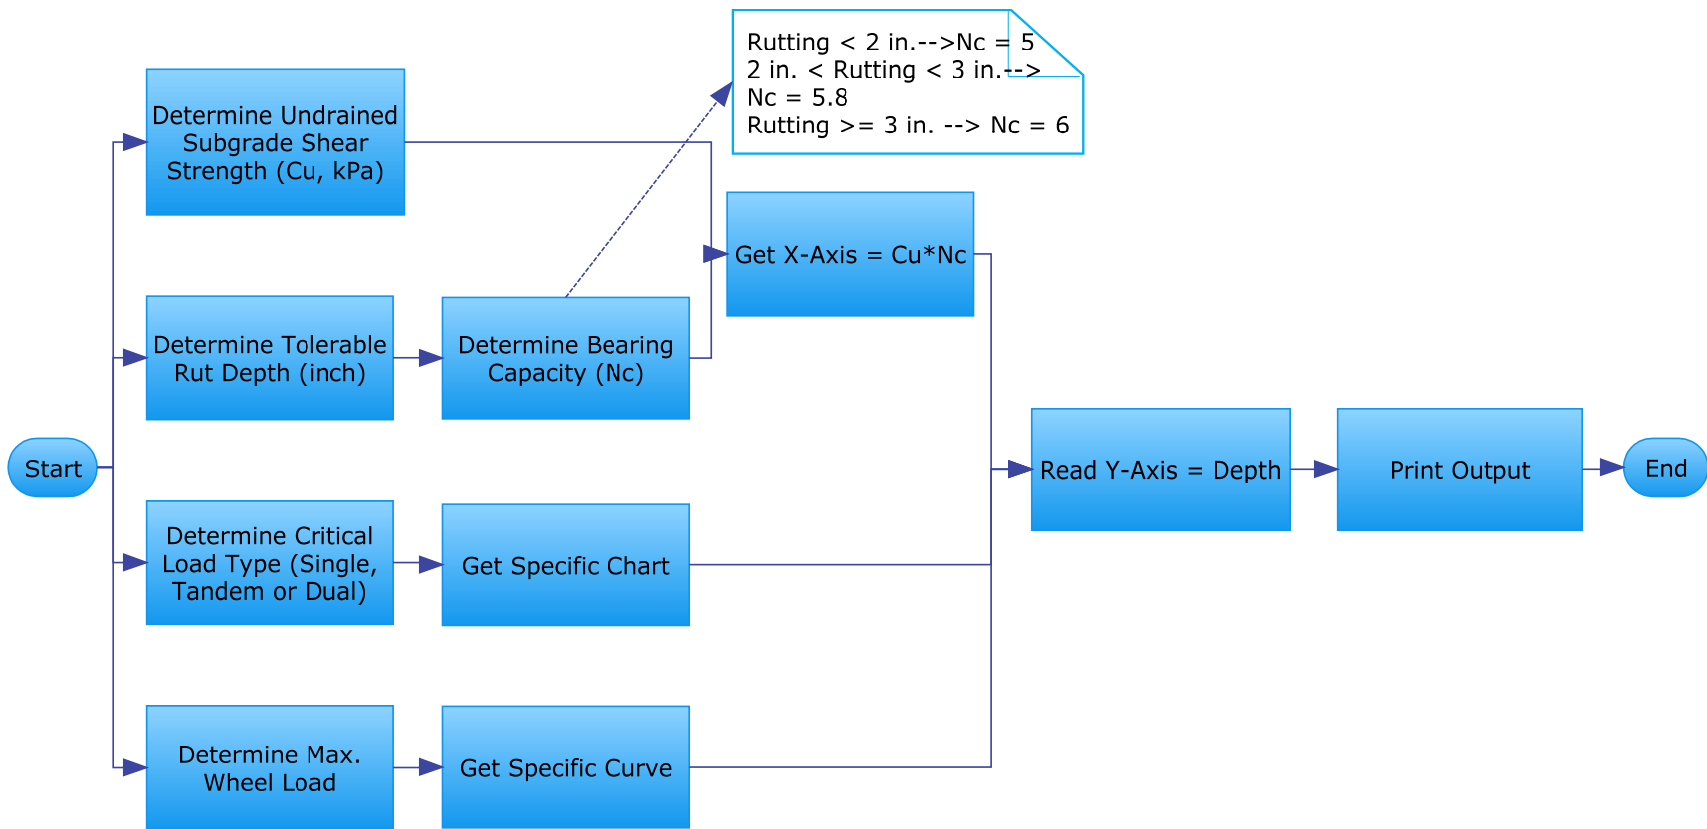 Rutting < 2 in.-->Nc = 5
2 in. < Rutting < 3 in.-->
Nc = 5.8
Rutting >= 3 in. --> Nc = 6
Determine Undrained
Subgrade Shear
Strength (Cu, kPa)
Get X-Axis = Cu*Nc
Determine Tolerable
Rut Depth (inch)
Determine Bearing
Capacity (Nc)
Start
Determine Critical
Load Type (Single,
Tandem or Dual)
Get Specific Chart
Read Y-Axis = Depth
Print Output
End
Determine Max.
Wheel Load
Get Specific Curve